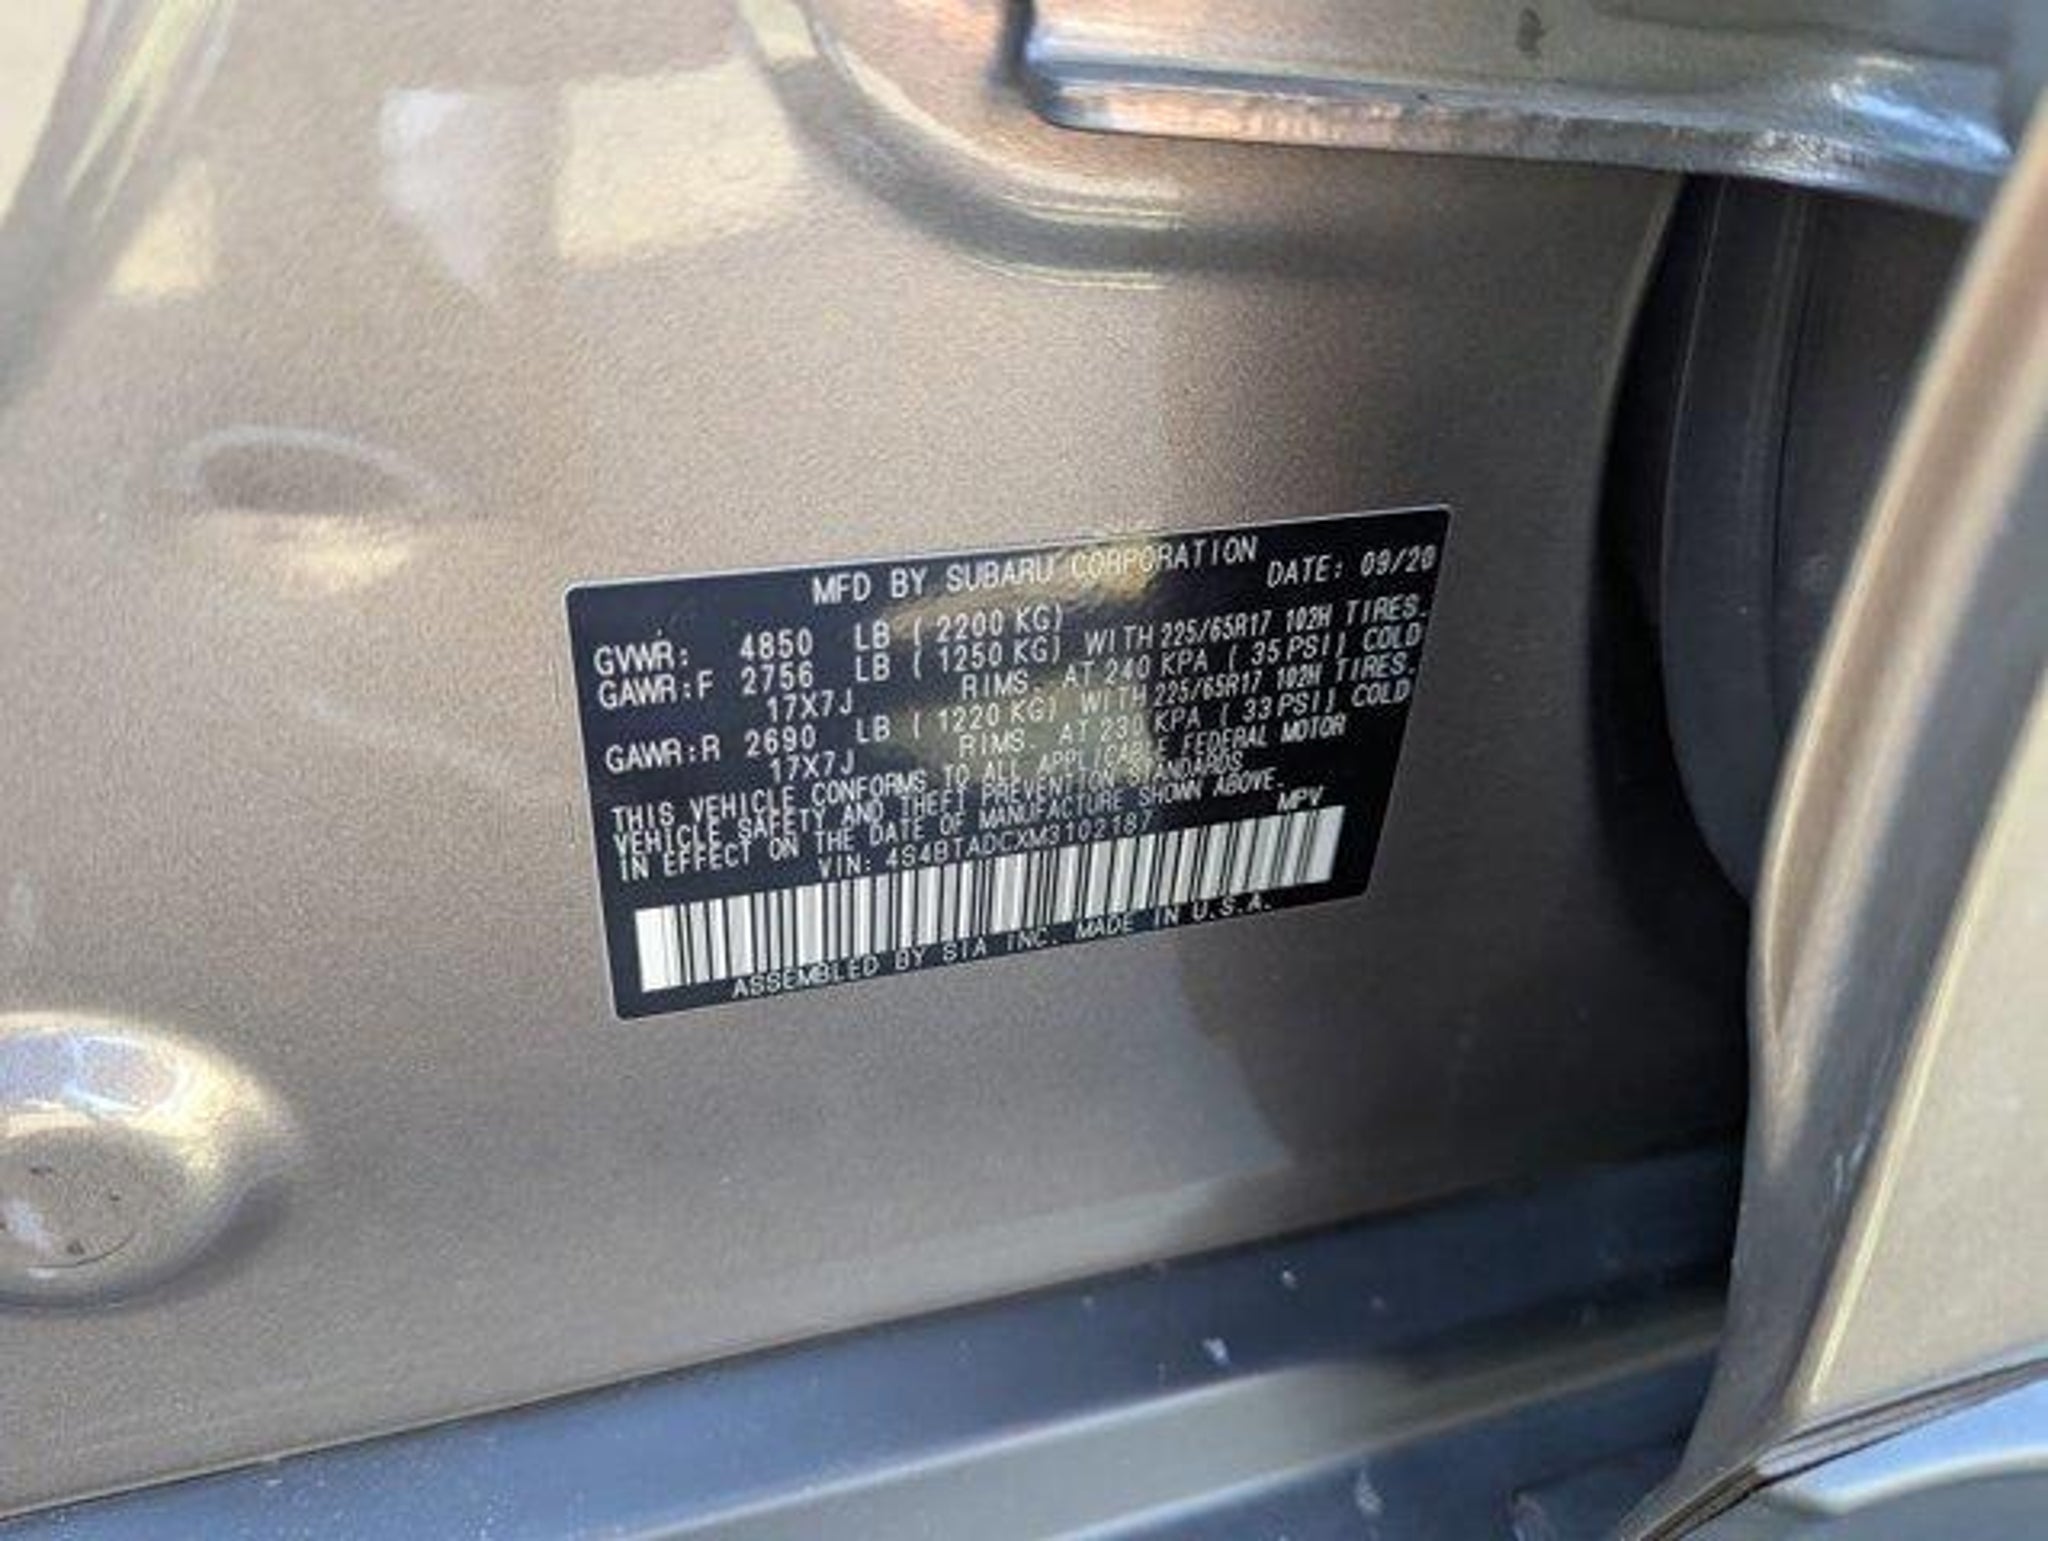 MFD BY SUBARU CORPORATION DATE: 09/20
GVWR: 4850 LB ( 2200 KG)
GAWR:F 2756 LB ( 1250 KG) WITH 225/65R17 102H TIRES.
17X7J RIMS. AT 240 KPA ( 35 PSI) COLD
GAWR:R 2690 LB ( 1220 KG) WITH 225/65R17 102H TIRES.
17X7J RIMS. AT 230 KPA ( 33 PSI) COLD
THIS VEHICLE CONFORMS TO ALL APPLICABLE FEDERAL MOTOR
VEHICLE SAFETY AND THEFT PREVENTION STANDARDS
IN EFFECT ON THE DATE OF MANUFACTURE SHOWN ABOVE.
VIN: 4S4BTADCXM3102187 MPV
ASSEMBLED BY SIA INC. MADE IN U.S.A.